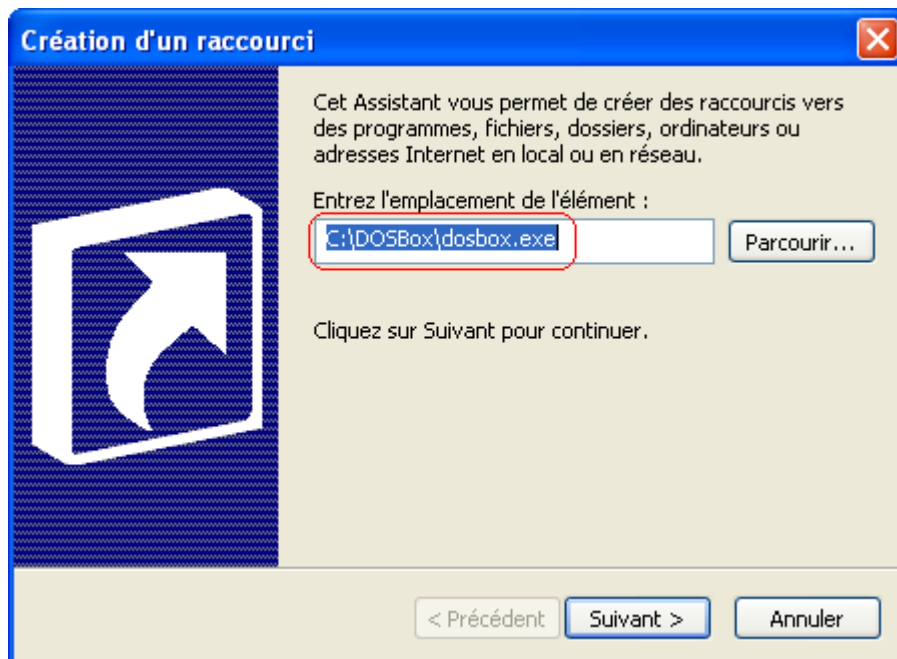 Création d'un raccourci
Cet Assistant vous permet de créer des raccourcis vers
des programmes, fichiers, dossiers, ordinateurs ou
adresses Internet en local ou en réseau.
Entrez l'emplacement de l'élément :
C:\DOSBox\dosbox.exe
Parcourir...
Cliquez sur Suivant pour continuer.
< Précédent
Suivant >
Annuler